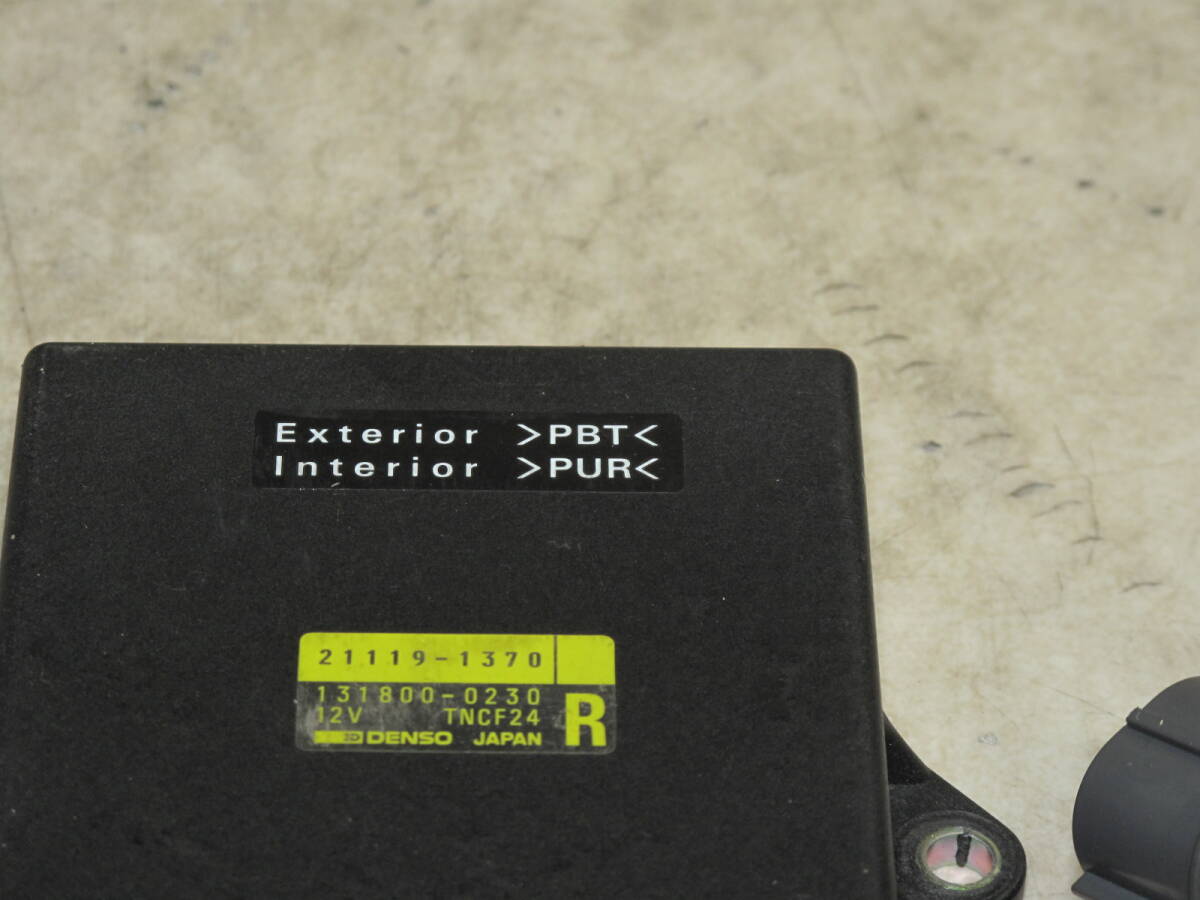 Exterior >PBT<
Interior >PUR<
21119-1370
131800-0230
12V TNCF24 R
DENSO JAPAN